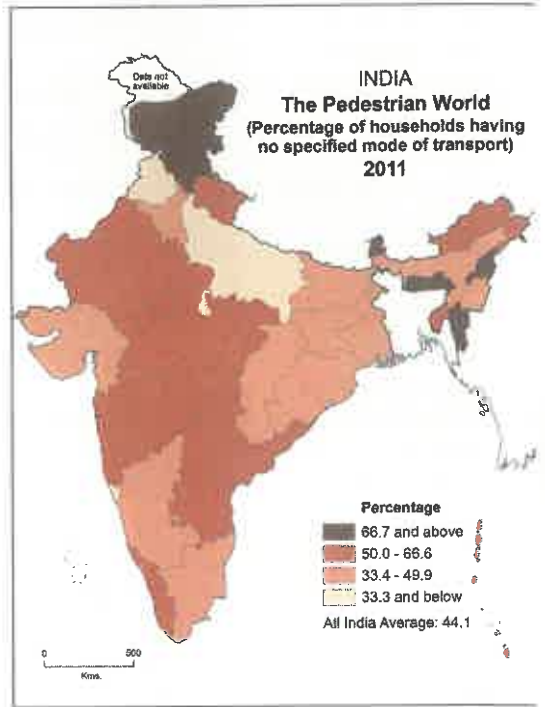 Data not
available
INDIA
The Pedestrian World
(Percentage of households having
no specified mode of transport)
2011
Percentage
66.7 and above
50.0 - 66.6
33.4 - 49.9
33.3 and below
All India Average: 44.1
0 500
Kms.